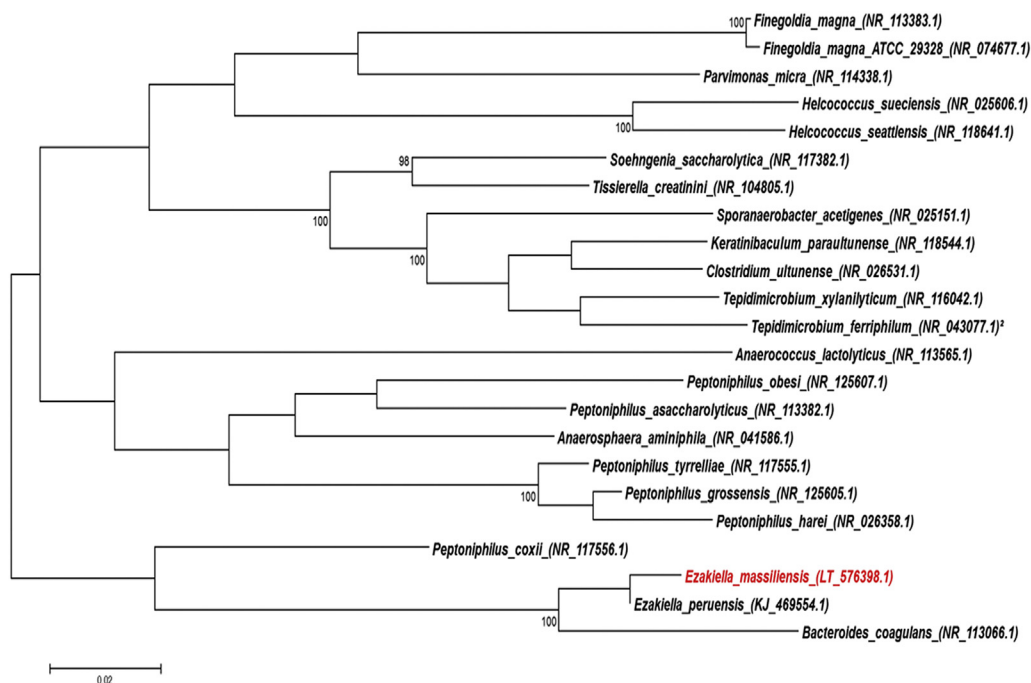 100
Finegoldia_magna_(NR_113383.1)
Finegoldia_magna_ATCC_29328_(NR_074677.1)
Parvimonas_micra_(NR_114338.1)
Helcococcus_sueciensis_(NR_025606.1)
100
Helcococcus_seattlensis_(NR_118641.1)
98
Soehngenia_saccharolytica_(NR_117382.1)
Tissierella_creatinini_(NR_104805.1)
100
Sporanaerobacter_acetigenes_(NR_025151.1)
Keratinibaculum_paraultunense_(NR_118544.1)
100
Clostridium_ultunense_(NR_026531.1)
Tepidimicrobium_xylanilyticum_(NR_116042.1)
Tepidimicrobium_ferriphilum_(NR_043077.1)²
Anaerococcus_lactolyticus_(NR_113565.1)
Peptoniphilus_obesi_(NR_125607.1)
Peptoniphilus_asaccharolyticus_(NR_113382.1)
Anaerosphaera_aminiphila_(NR_041586.1)
Peptoniphilus_tyrrelliae_(NR_117555.1)
100
Peptoniphilus_grossensis_(NR_125605.1)
Peptoniphilus_harei_(NR_026358.1)
Peptoniphilus_coxii_(NR_117556.1)
Ezakiella_massiliensis_(LT_576398.1)
Ezakiella_peruensis_(KJ_469554.1)
100
Bacteroides_coagulans_(NR_113066.1)
0.02